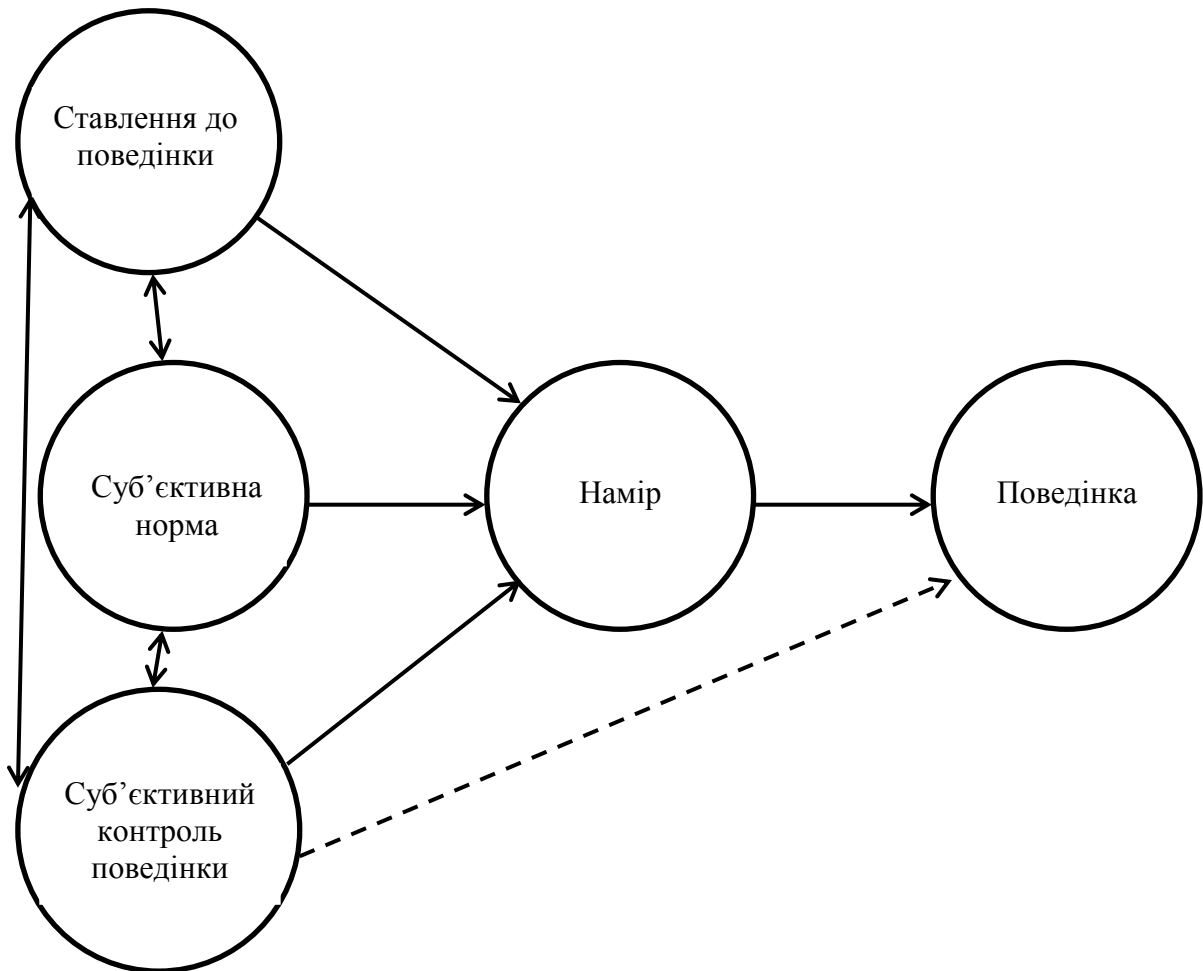 Ставлення до
поведінки
Суб’єктивна
норма
Намір
Поведінка
Суб’єктивний
контроль
поведінки